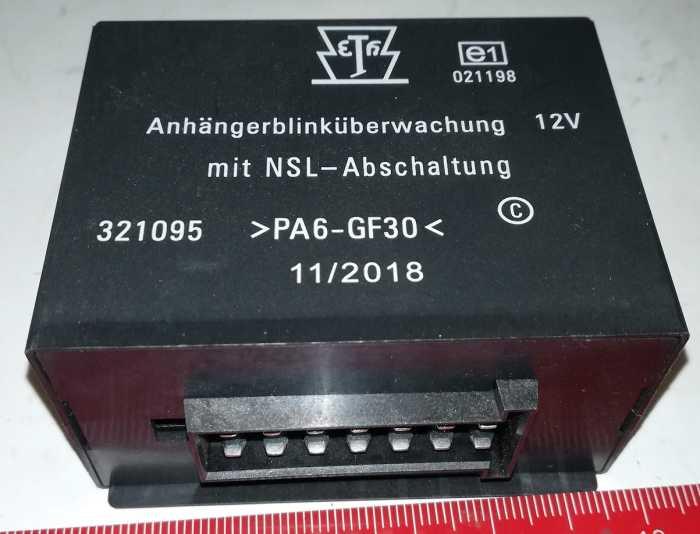 e1
021198
Anhängerblinküberwachung 12V
mit NSL-Abschaltung
©
321095 >PA6-GF30<
11/2018